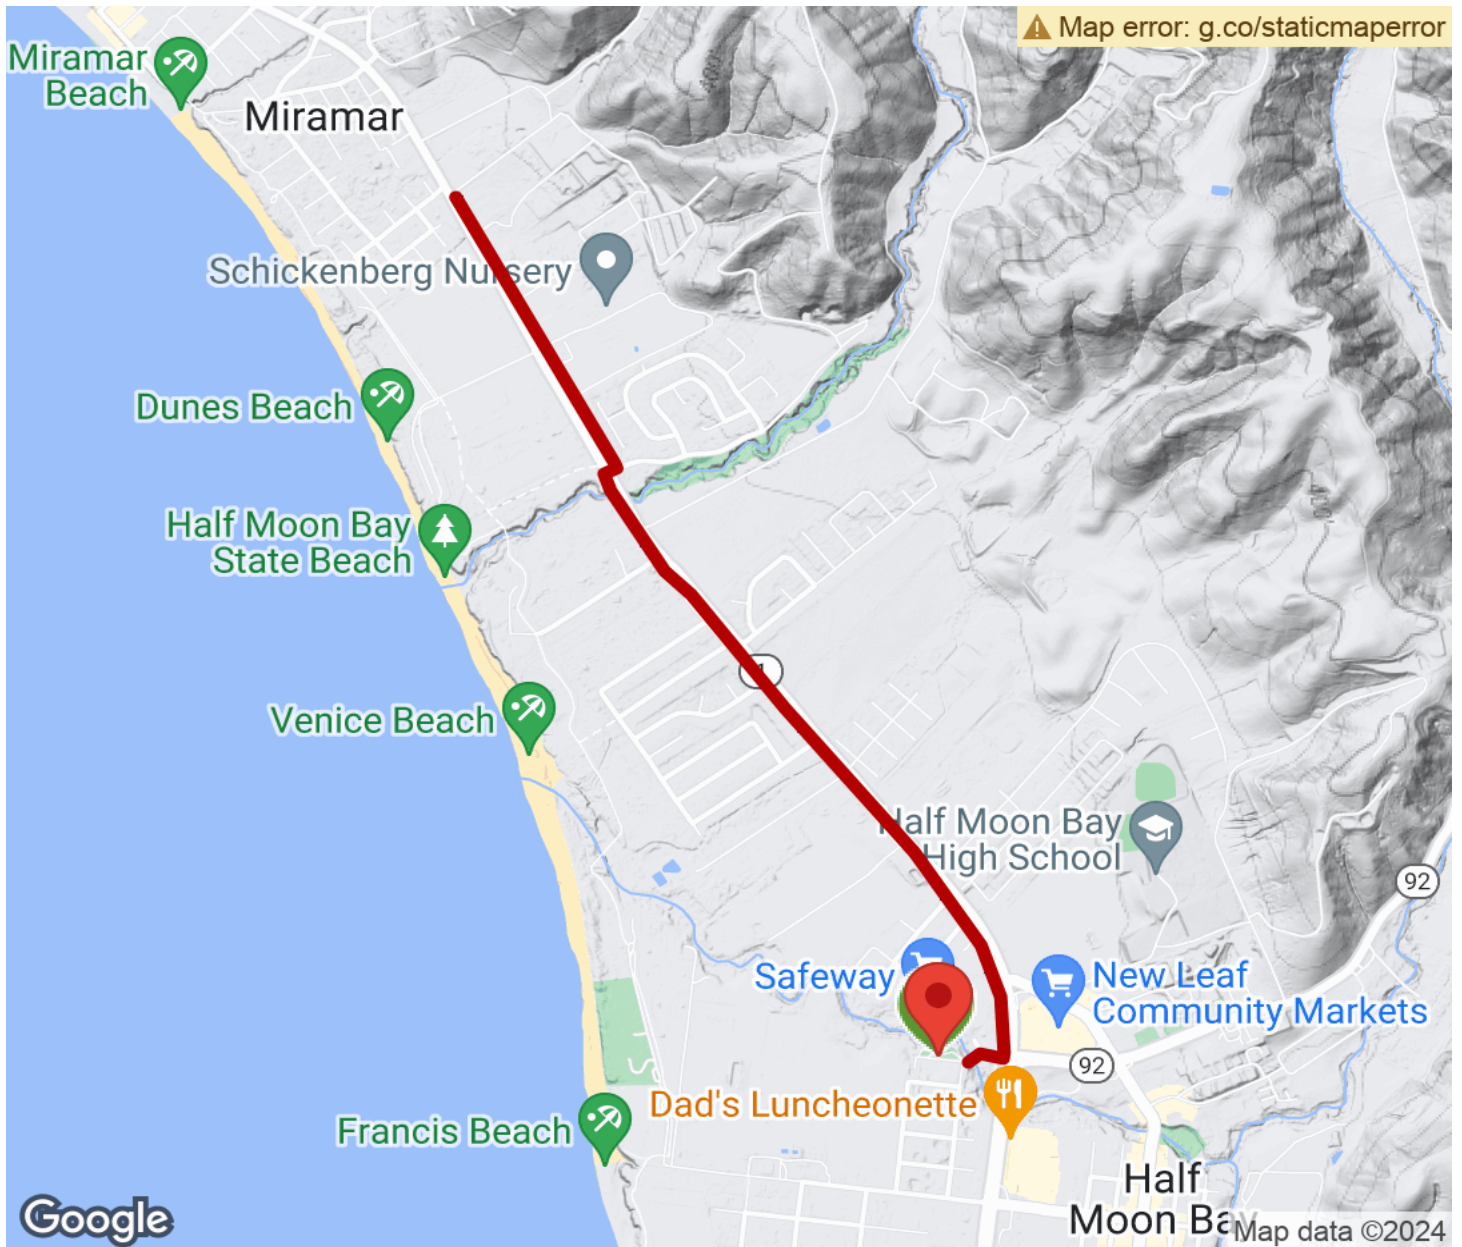 Map error: g.co/staticmaperror
Miramar
Beach
Miramar
Schickenberg Nursery
Dunes Beach
Half Moon Bay
State Beach
1
Venice Beach
Half Moon Bay
High School
92
Safeway
New Leaf
Community Markets
92
Dad's Luncheonette
Francis Beach
Half
Moon Bay
Google
Map data ©2024